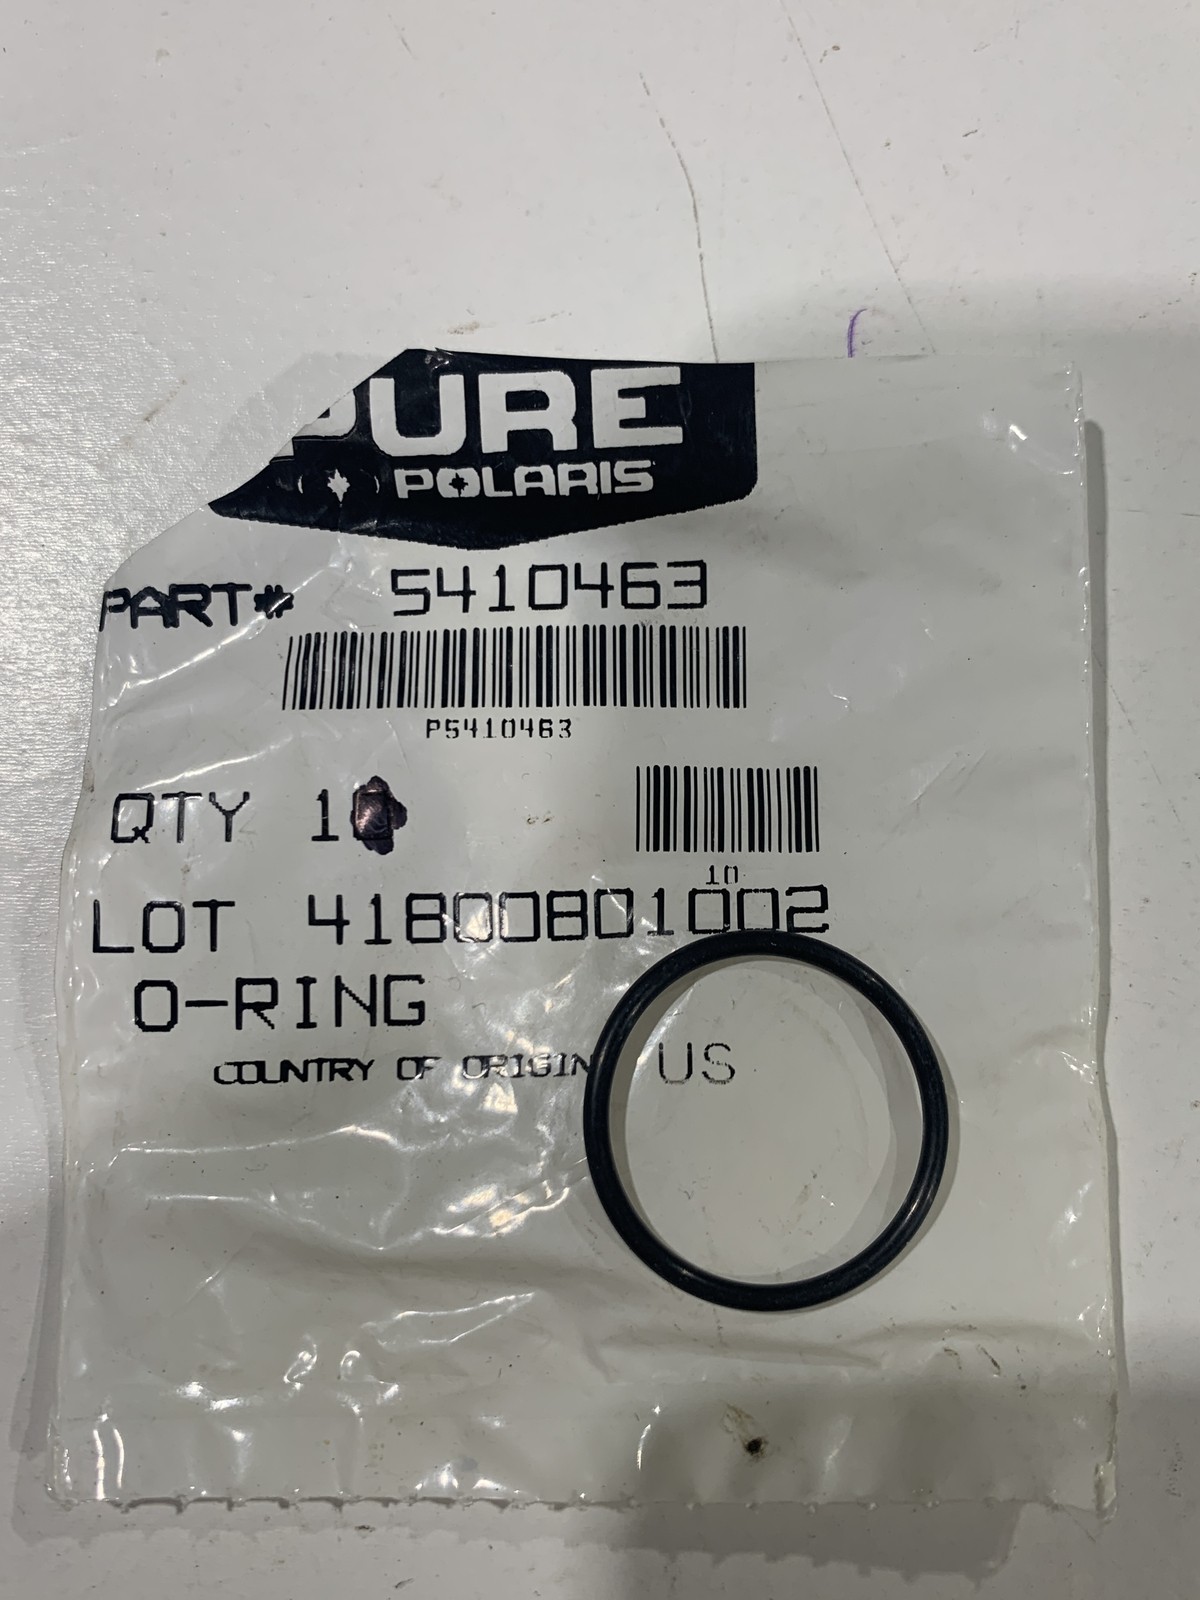 PURE
POLARIS
PART# 5410463
P5410463
QTY 10
10
LOT 41800801002
O-RING
COUNTRY OF ORIGIN US